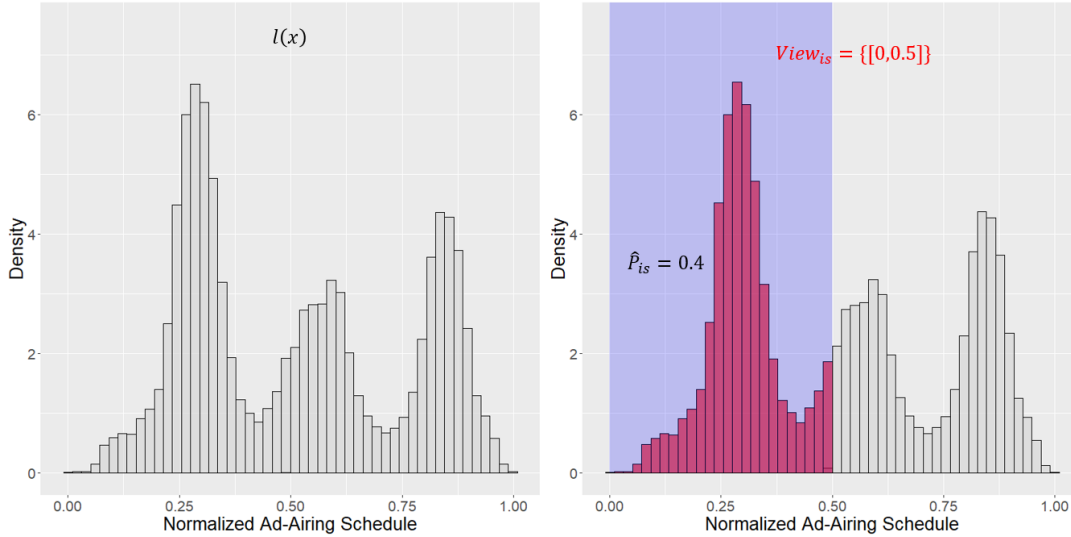 l(x)
Density
6
4
2
0
0.00 0.25 0.50 0.75 1.00
Normalized Ad-Airing Schedule
View_is = {[0,0.5]}
P̂_is = 0.4
Density
6
4
2
0
0.00 0.25 0.50 0.75 1.00
Normalized Ad-Airing Schedule